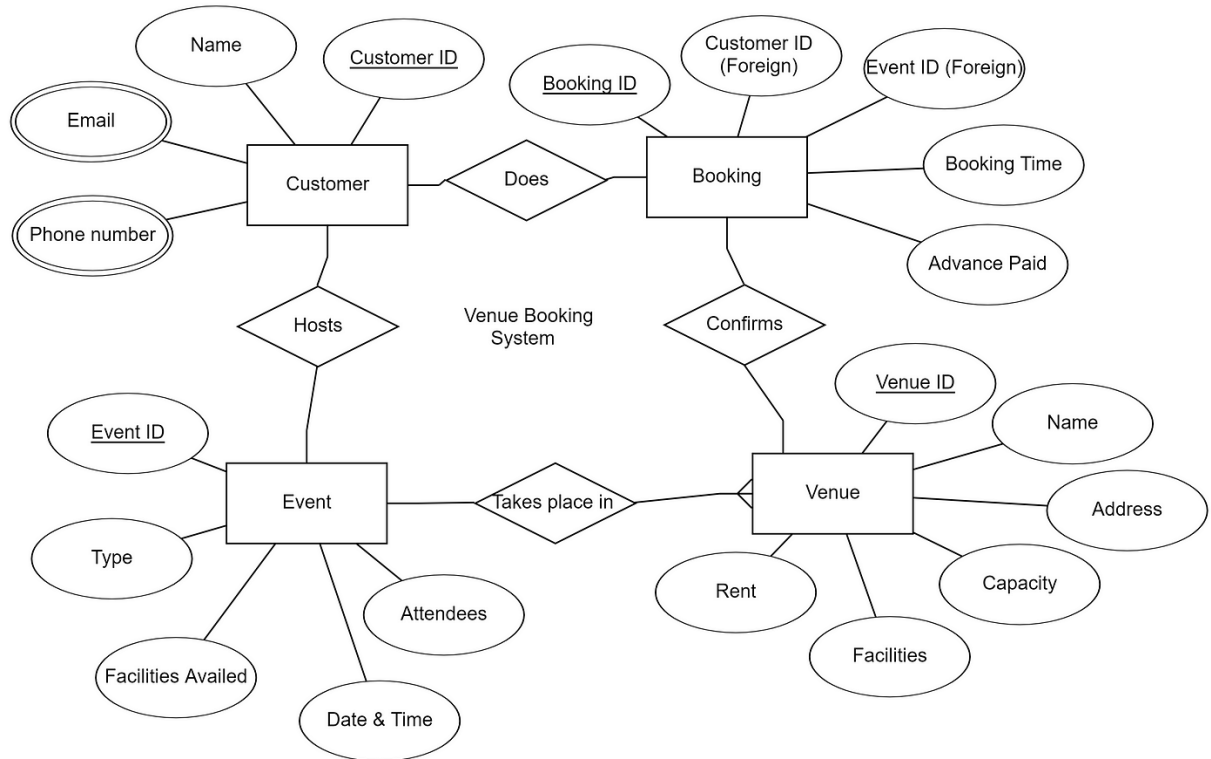 Name
Customer ID
Customer ID
(Foreign)
Event ID (Foreign)
Booking ID
Email
Booking Time
Customer
Does
Booking
Phone number
Advance Paid
Hosts
Venue Booking
System
Confirms
Venue ID
Name
Event ID
Event
Takes place in
Venue
Address
Type
Rent
Capacity
Attendees
Facilities
Facilities Availed
Date & Time